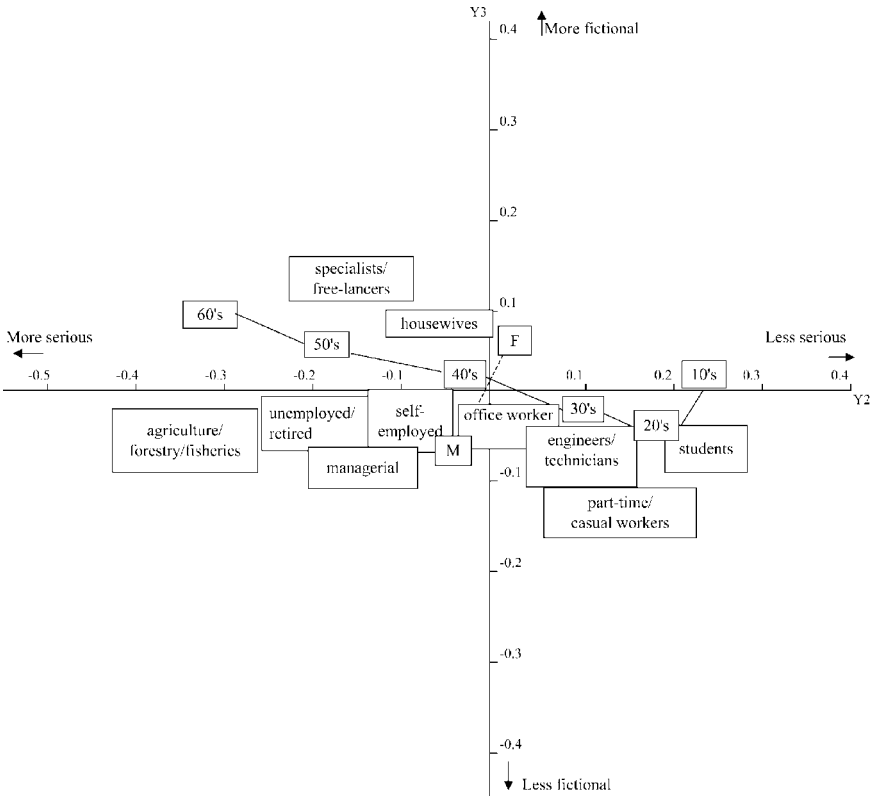 Y3
0.4
More fictional
0.3
0.2
specialists/
free-lancers
60's
0.1
housewives
More serious
50's
F
Less serious
-0.5
-0.4
-0.3
-0.2
-0.1
40's
0.1
0.2
10's
0.3
0.4
Y2
agriculture/
forestry/fisheries
unemployed/
retired
self-
employed
office worker
30's
20's
managerial
M
engineers/
technicians
students
-0.1
part-time/
casual workers
-0.2
-0.3
-0.4
Less fictional